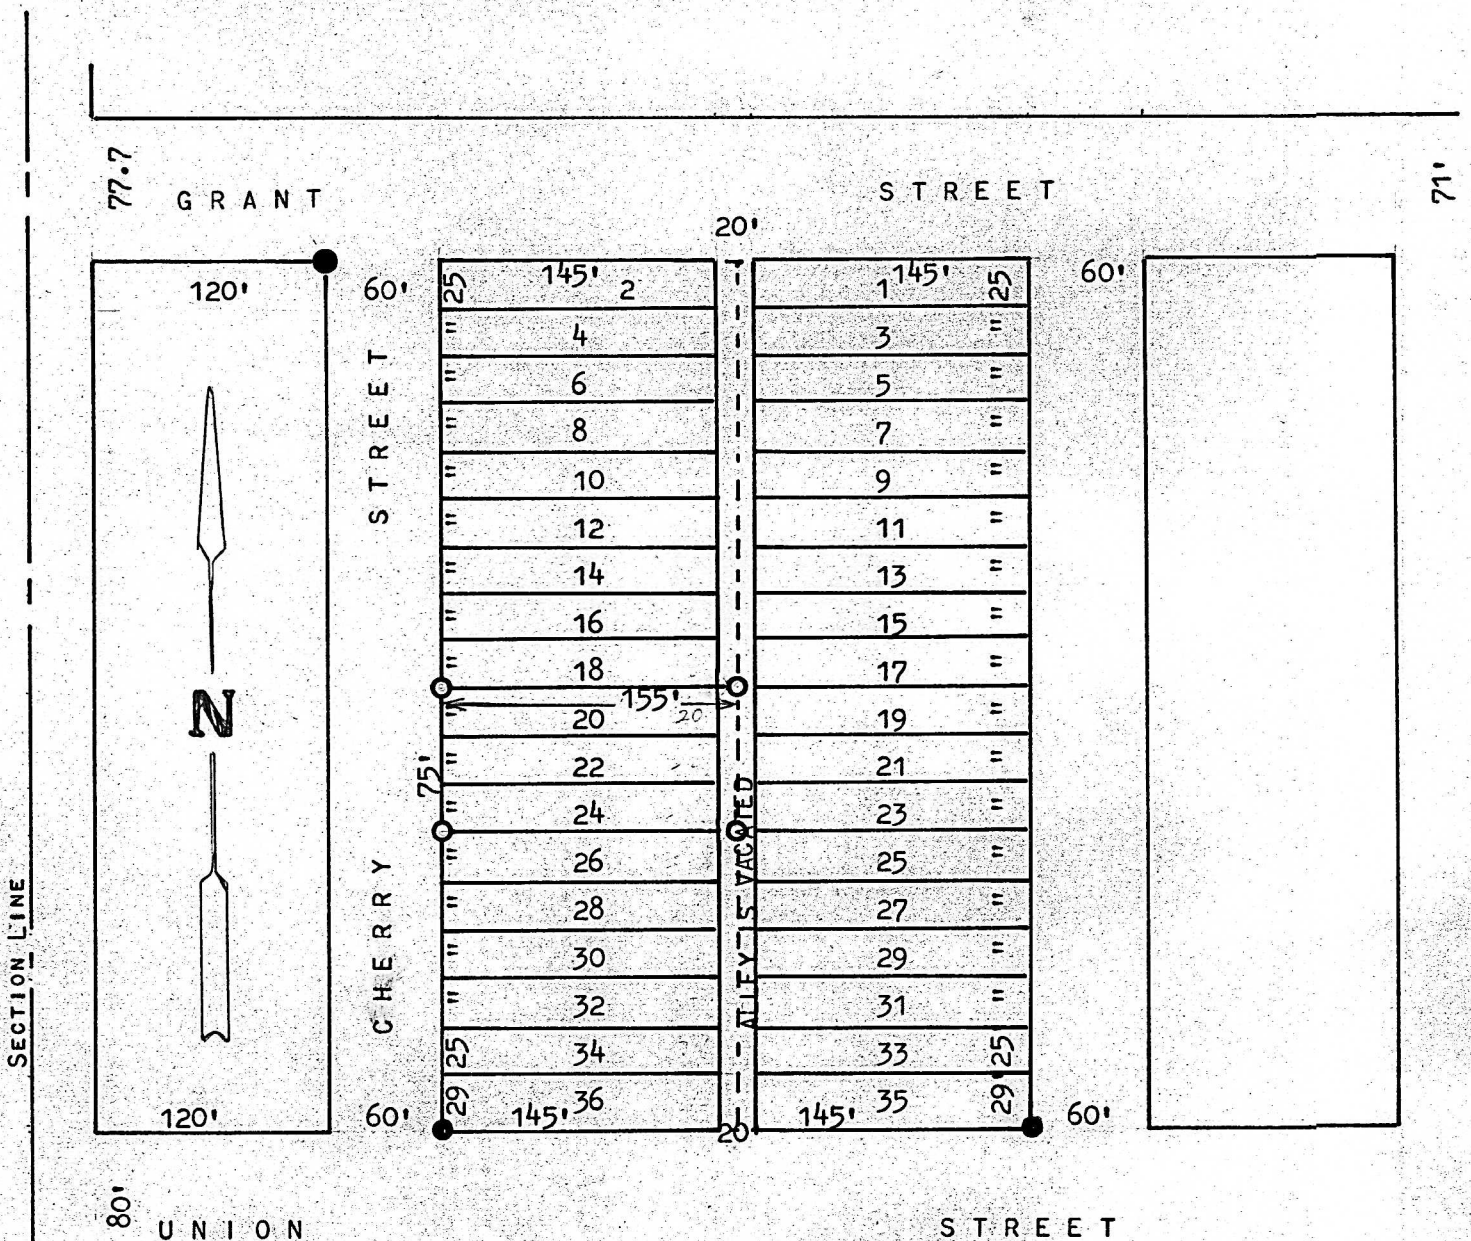 77.7
GRANT STREET
71'
20'
120' 60' 25 145' 2 1 145' 25 60'
" 4 3 "
" 6 5 "
" 8 7 "
" 10 9 "
" 12 11 "
" 14 13 "
" 16 15 "
" 18 17 "
155'
" 20 20 19 "
" 22 21 "
75'
" 24 23 "
" 26 25 "
" 28 27 "
" 30 29 "
" 32 31 "
25 34 33 25'
29 36 35 29'
120' 60' 145' 20 145' 60'
CHERRY STREET
N
ALLEY IS VACATED
SECTION LINE
80'
UNION STREET